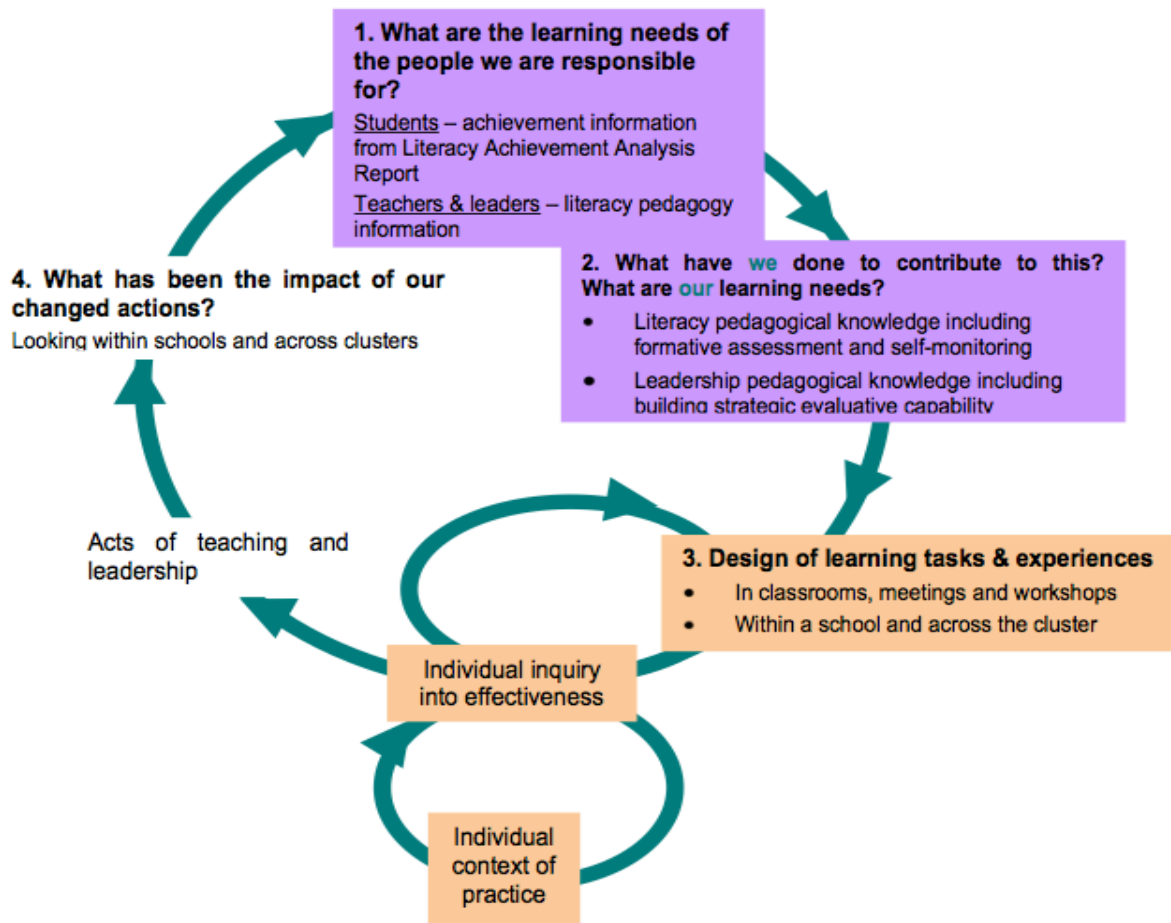 1. What are the learning needs of
the people we are responsible
for?
Students – achievement information
from Literacy Achievement Analysis
Report
Teachers & leaders – literacy pedagogy
information
2. What have we done to contribute to this?
What are our learning needs?
• Literacy pedagogical knowledge including
formative assessment and self-monitoring
• Leadership pedagogical knowledge including
building strategic evaluative capability
3. Design of learning tasks & experiences
• In classrooms, meetings and workshops
• Within a school and across the cluster
Individual inquiry
into effectiveness
Individual
context of
practice
Acts of teaching and
leadership
4. What has been the impact of our
changed actions?
Looking within schools and across clusters